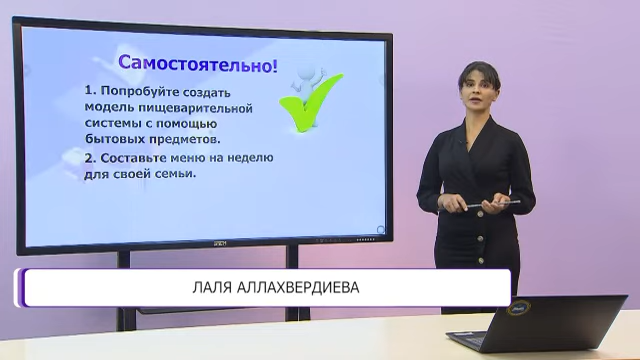 Самостоятельно!
1. Попробуйте создать
модель пищеварительной
системы с помощью
бытовых предметов.
2. Составьте меню на неделю
для своей семьи.
ЛАЛЯ АЛЛАХВЕРДИЕВА